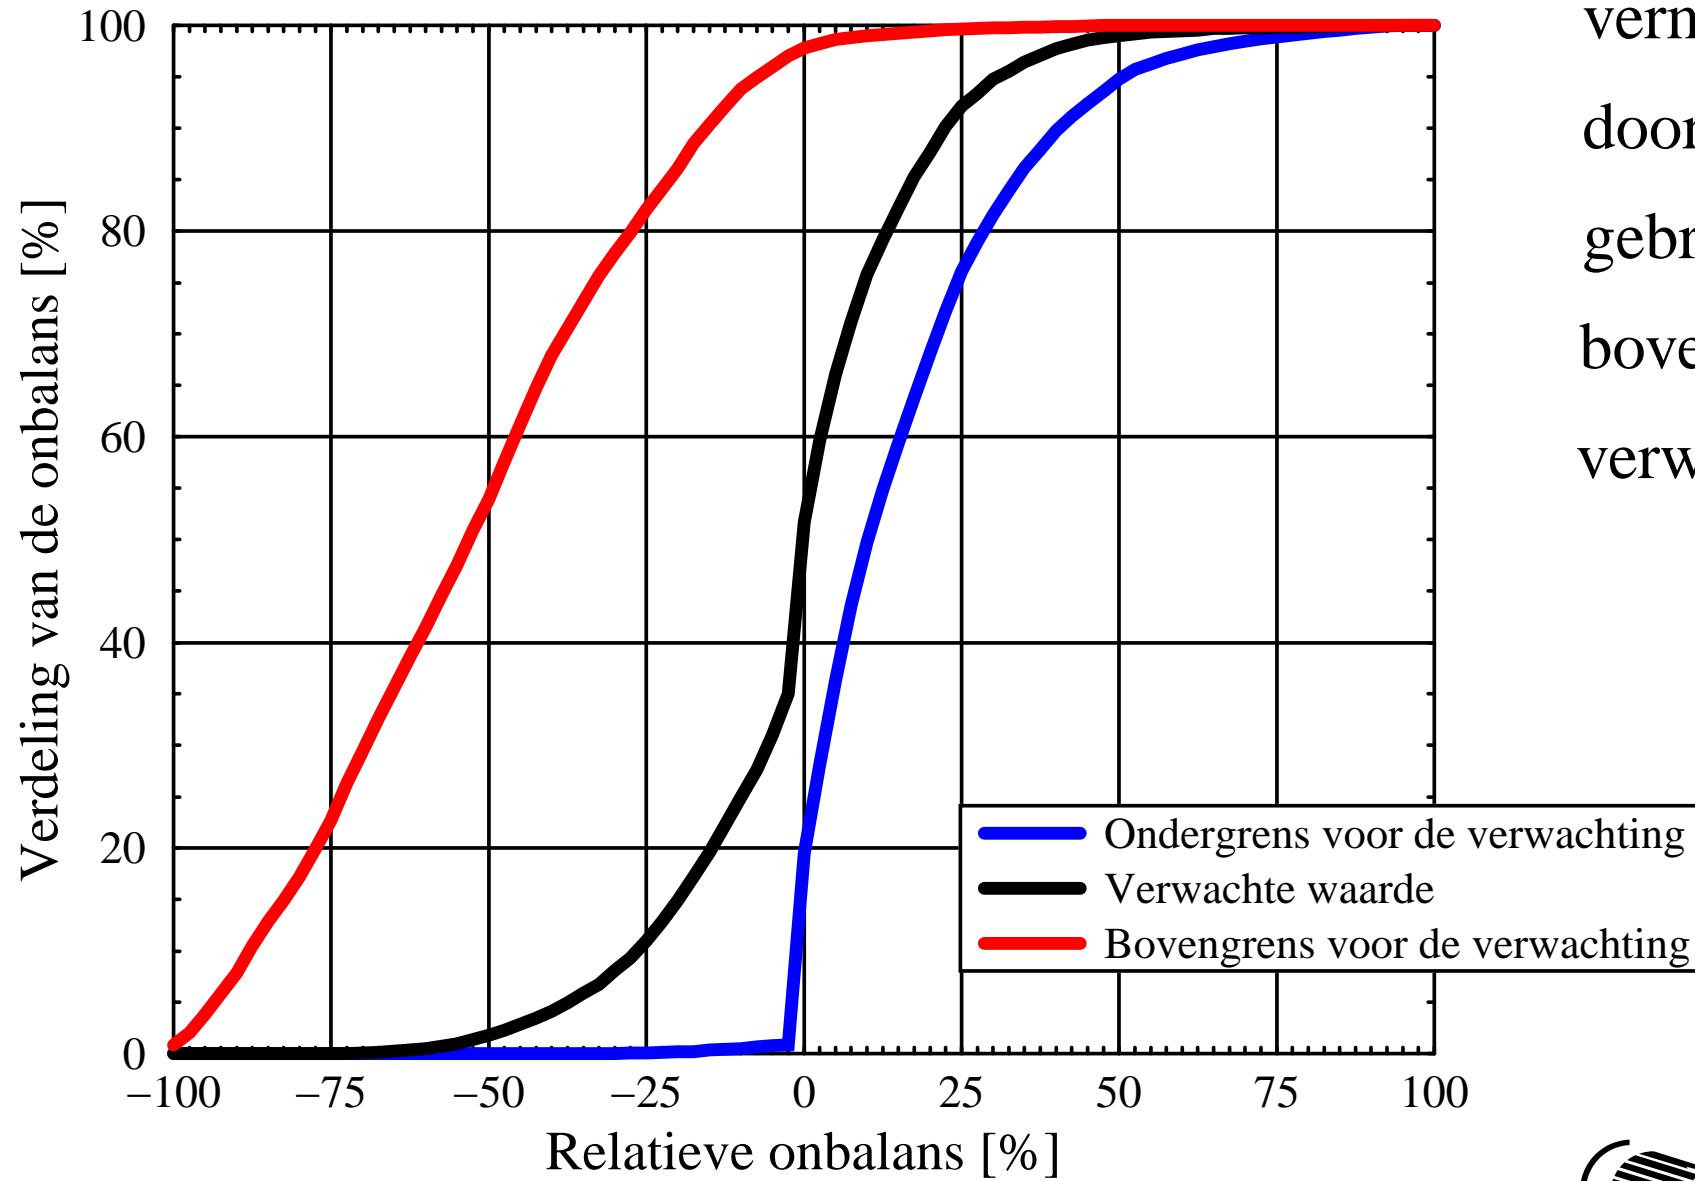 Verdeling van de onbalans [%]
100
80
60
40
20
0
−100 −75 −50 −25 0 25 50 75 100
Relatieve onbalans [%]
Ondergrens voor de verwachting
Verwachte waarde
Bovengrens voor de verwachting